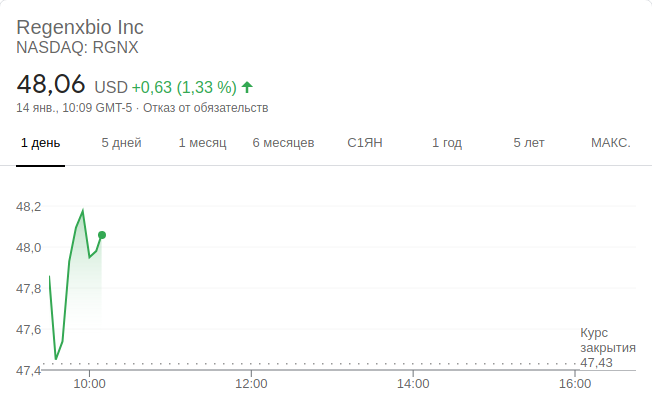 Regenxbio Inc
NASDAQ: RGNX
48,06 USD +0,63 (1,33 %)
14 янв., 10:09 GMT-5 · Отказ от обязательств
1 день 5 дней 1 месяц 6 месяцев С1ЯН 1 год 5 лет МАКС.
48,2
48,0
47,8
47,6
Курс
закрытия
47,43
47,4
10:00 12:00 14:00 16:00